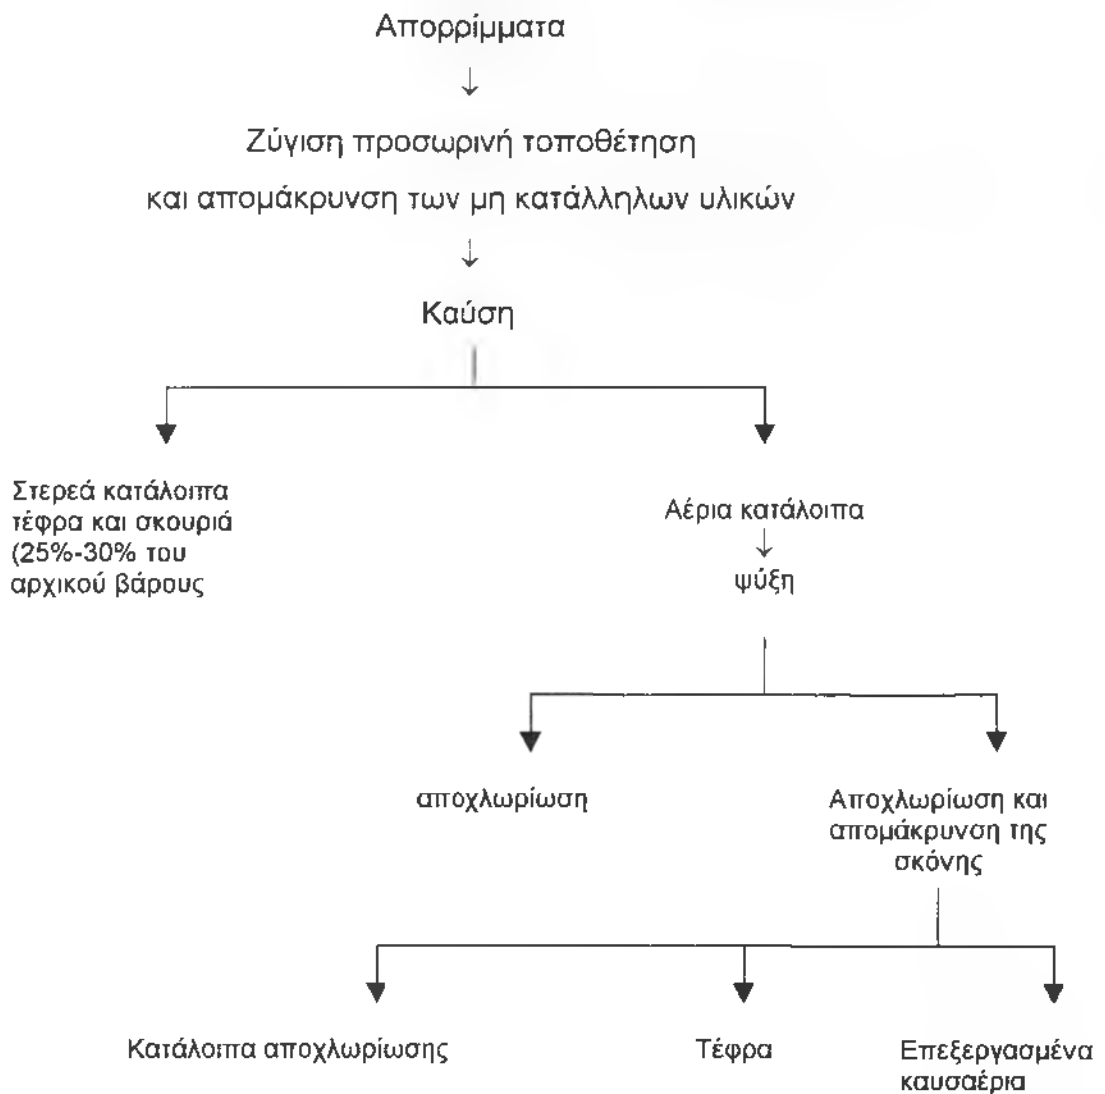 Απορρίμματα
Ζύγιση προσωρινή τοποθέτηση
και απομάκρυνση των μη κατάλληλων υλικών
Καύση
Στερεά κατάλοιπα
τέφρα και σκουριά
(25%-30% του
αρχικού βάρους
Αέρια κατάλοιπα
ψύξη
αποχλωρίωση
Αποχλωρίωση και
απομάκρυνση της
σκόνης
Κατάλοιπα αποχλωρίωσης
Τέφρα
Επεξεργασμένα
καυσαέρια